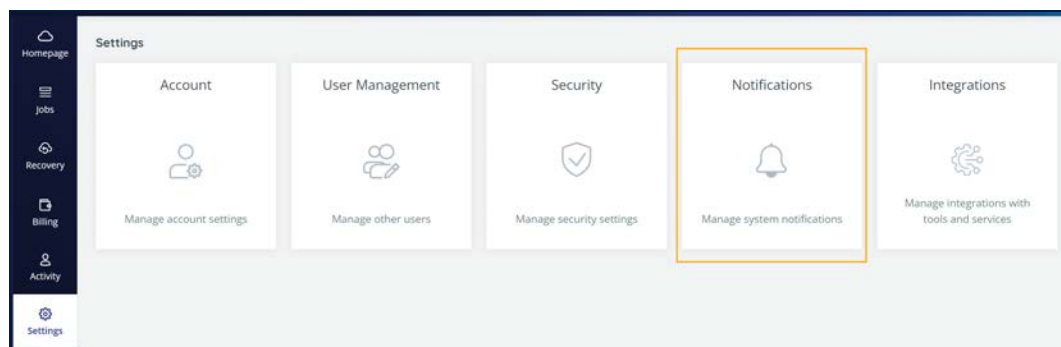 Homepage
Jobs
Recovery
Billing
Activity
Settings
Settings
Account
Manage account settings
User Management
Manage other users
Security
Manage security settings
Notifications
Manage system notifications
Integrations
Manage integrations with
tools and services